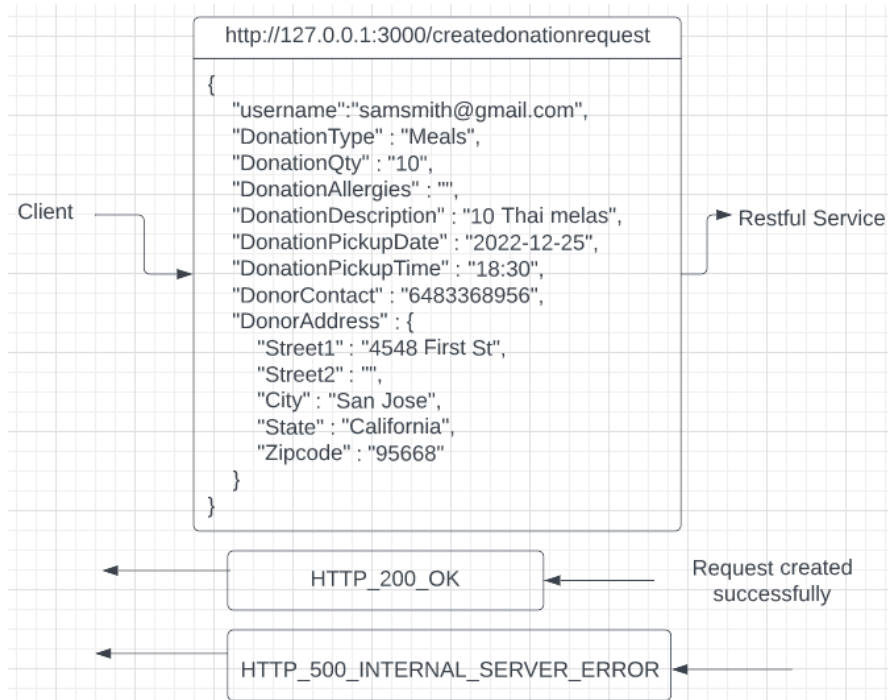 http://127.0.0.1:3000/createdonationrequest
{
"username":"samsmith@gmail.com",
"DonationType" : "Meals",
"DonationQty" : "10",
"DonationAllergies" : "",
"DonationDescription" : "10 Thai melas",
"DonationPickupDate" : "2022-12-25",
"DonationPickupTime" : "18:30",
"DonorContact" : "6483368956",
"DonorAddress" : {
"Street1" : "4548 First St",
"Street2" : "",
"City" : "San Jose",
"State" : "California",
"Zipcode" : "95668"
}
}
Client
Restful Service
HTTP_200_OK
Request created
successfully
HTTP_500_INTERNAL_SERVER_ERROR